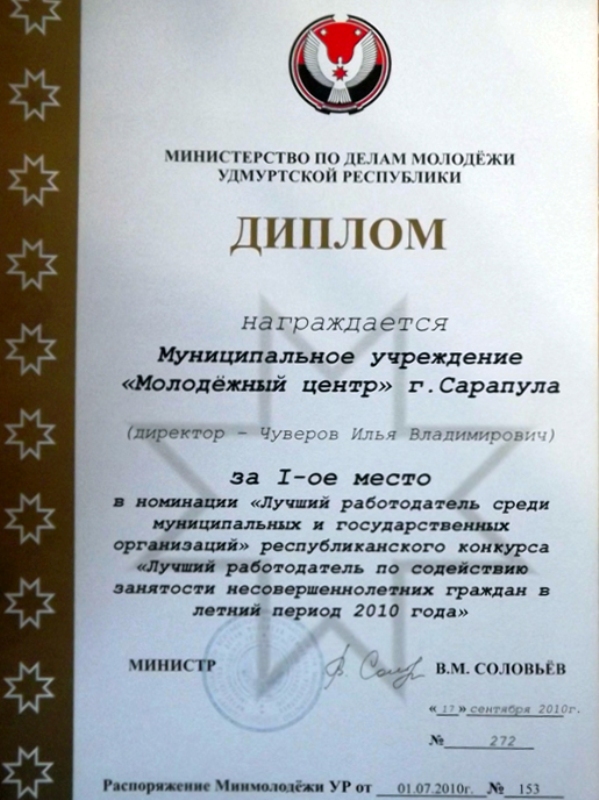 МИНИСТЕРСТВО ПО ДЕЛАМ МОЛОДЁЖИ
УДМУРТСКОЙ РЕСПУБЛИКИ
ДИПЛОМ
награждается
Муниципальное учреждение
«Молодёжный центр» г.Сарапула
(директор – Чуверов Илья Владимирович)
за I-ое место
в номинации «Лучший работодатель среди
муниципальных и государственных
организаций» республиканского конкурса
«Лучший работодатель по содействию
занятости несовершеннолетних граждан в
летний период 2010 года»
МИНИСТР В.М. СОЛОВЬЁВ
« 17 » сентября 2010г.
№ 272
Распоряжение Минмолодёжи УР от 01.07.2010г. № 153